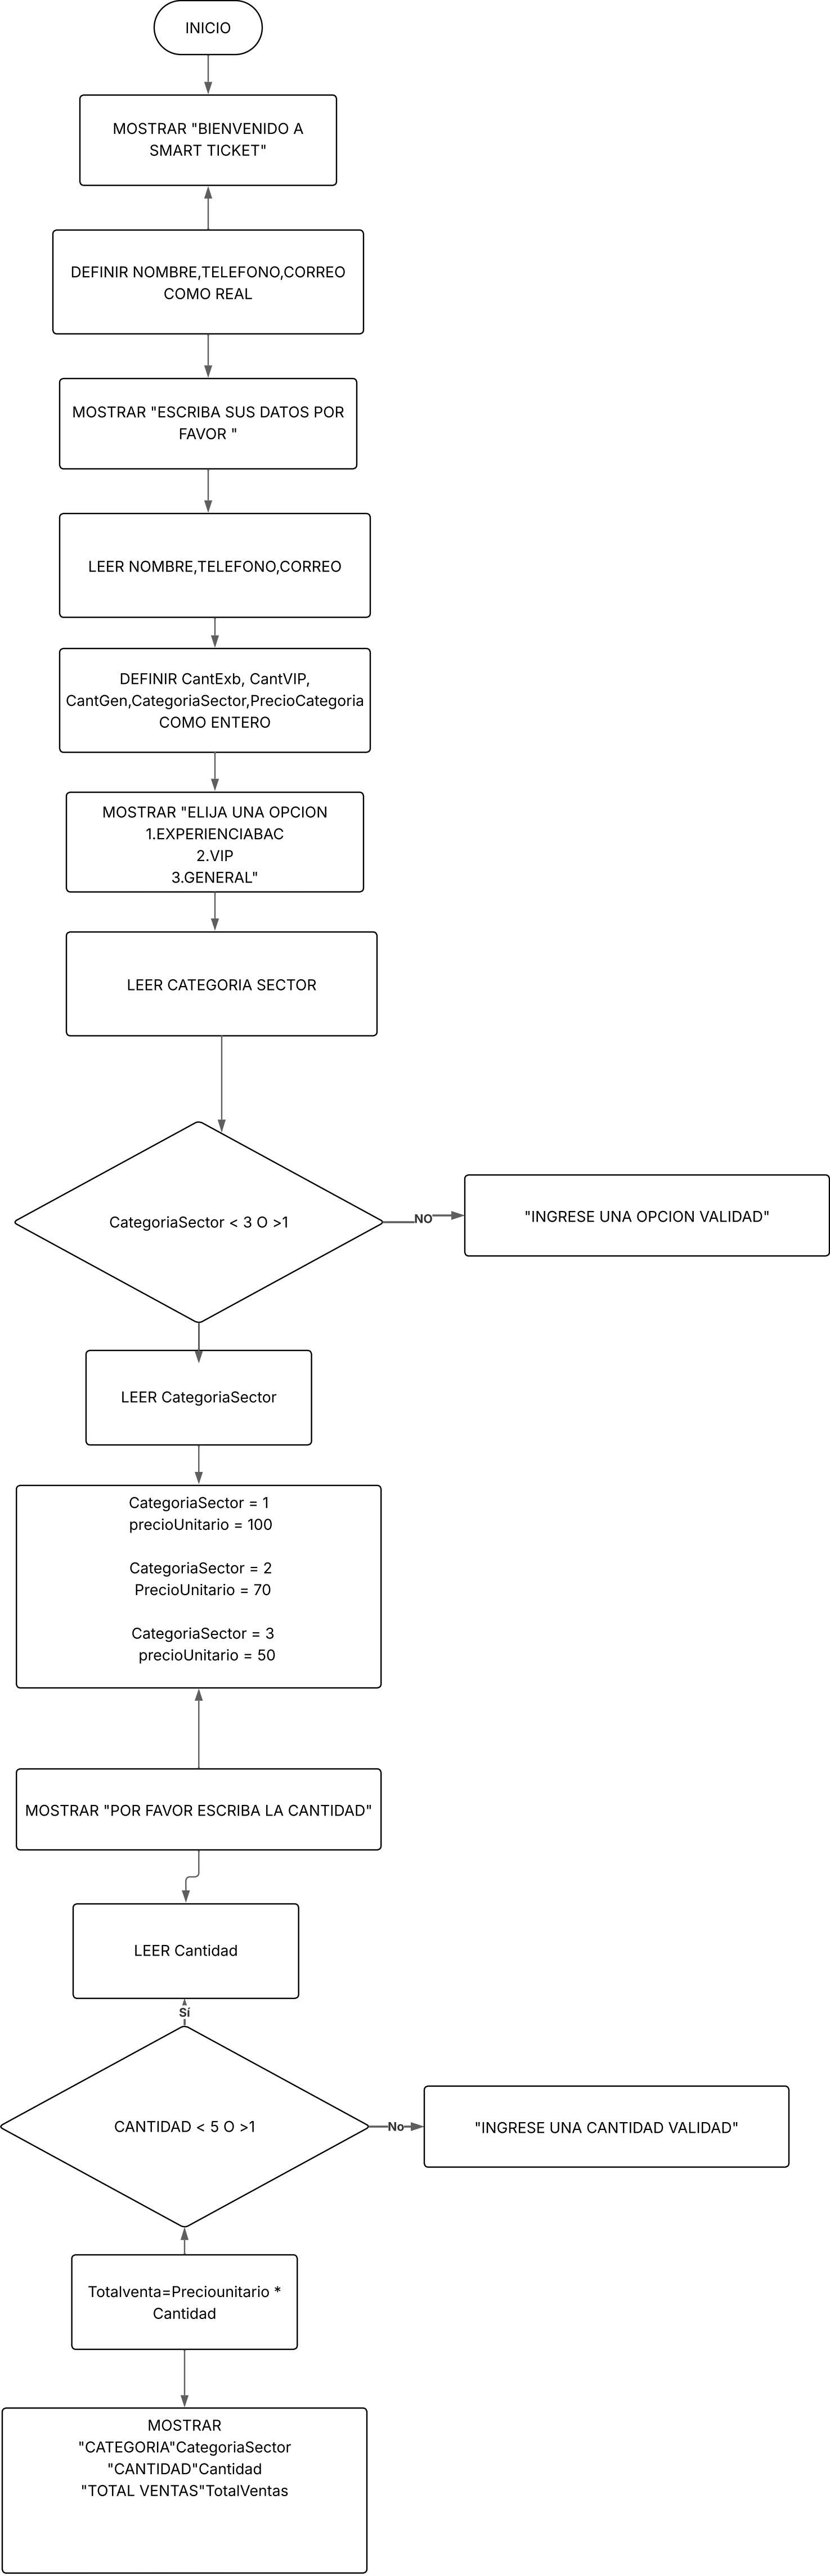 INICIO
MOSTRAR "BIENVENIDO A
SMART TICKET"
DEFINIR NOMBRE,TELEFONO,CORREO
COMO REAL
MOSTRAR "ESCRIBA SUS DATOS POR
FAVOR "
LEER NOMBRE,TELEFONO,CORREO
DEFINIR CantExb, CantVIP,
CantGen,CategoriaSector,PrecioCategoria
COMO ENTERO
MOSTRAR "ELIJA UNA OPCION
1.EXPERIENCIABAC
2.VIP
3.GENERAL"
LEER CATEGORIA SECTOR
CategoriaSector < 3 O >1
NO
"INGRESE UNA OPCION VALIDAD"
LEER CategoriaSector
CategoriaSector = 1
precioUnitario = 100
CategoriaSector = 2
PrecioUnitario = 70
CategoriaSector = 3
precioUnitario = 50
MOSTRAR "POR FAVOR ESCRIBA LA CANTIDAD"
LEER Cantidad
Sí
CANTIDAD < 5 O >1
No
"INGRESE UNA CANTIDAD VALIDAD"
Totalventa=Preciounitario *
Cantidad
MOSTRAR
"CATEGORIA"CategoriaSector
"CANTIDAD"Cantidad
"TOTAL VENTAS"TotalVentas